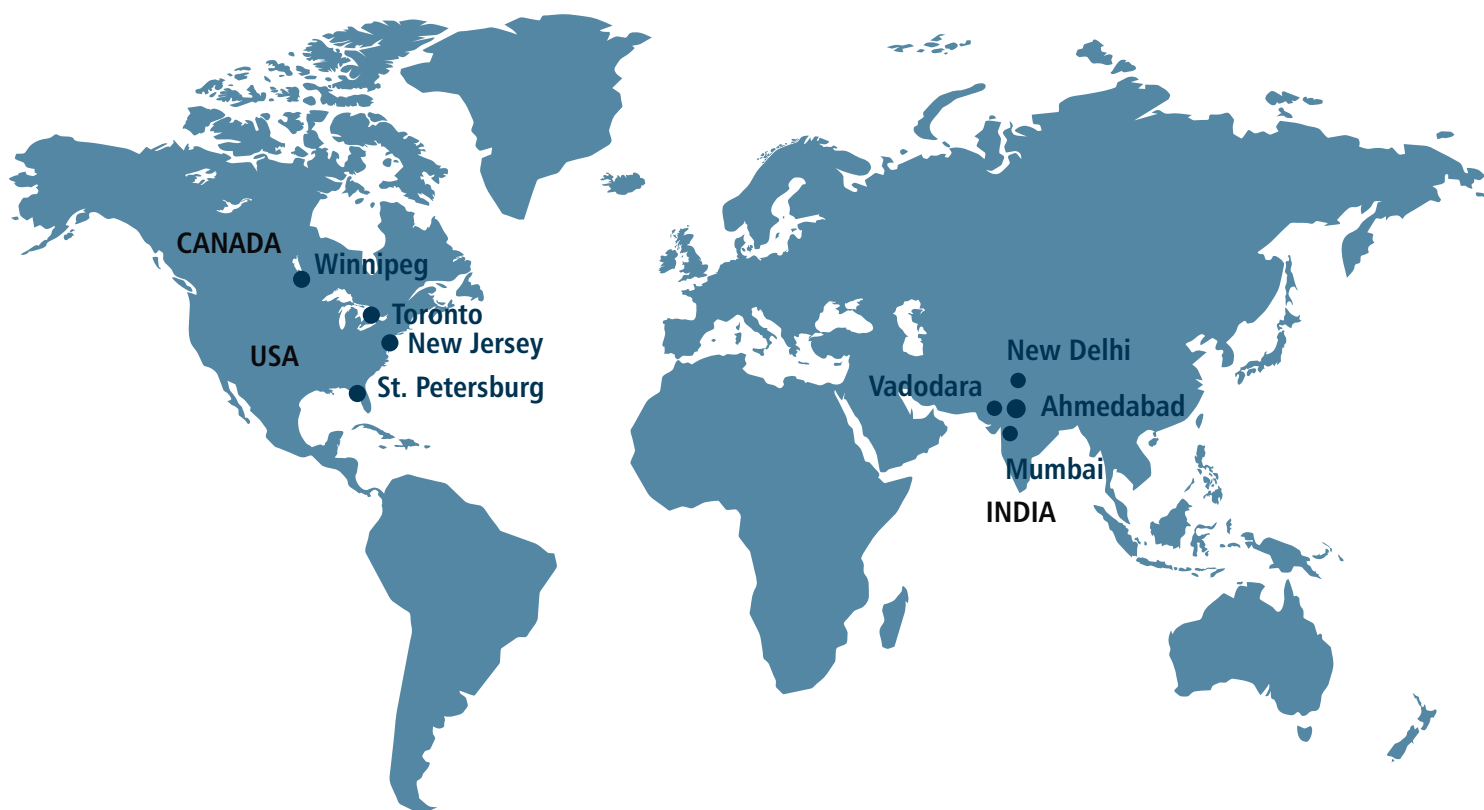 CANADA
Winnipeg
Toronto
New Jersey
USA
St. Petersburg
New Delhi
Vadodara
Ahmedabad
Mumbai
INDIA